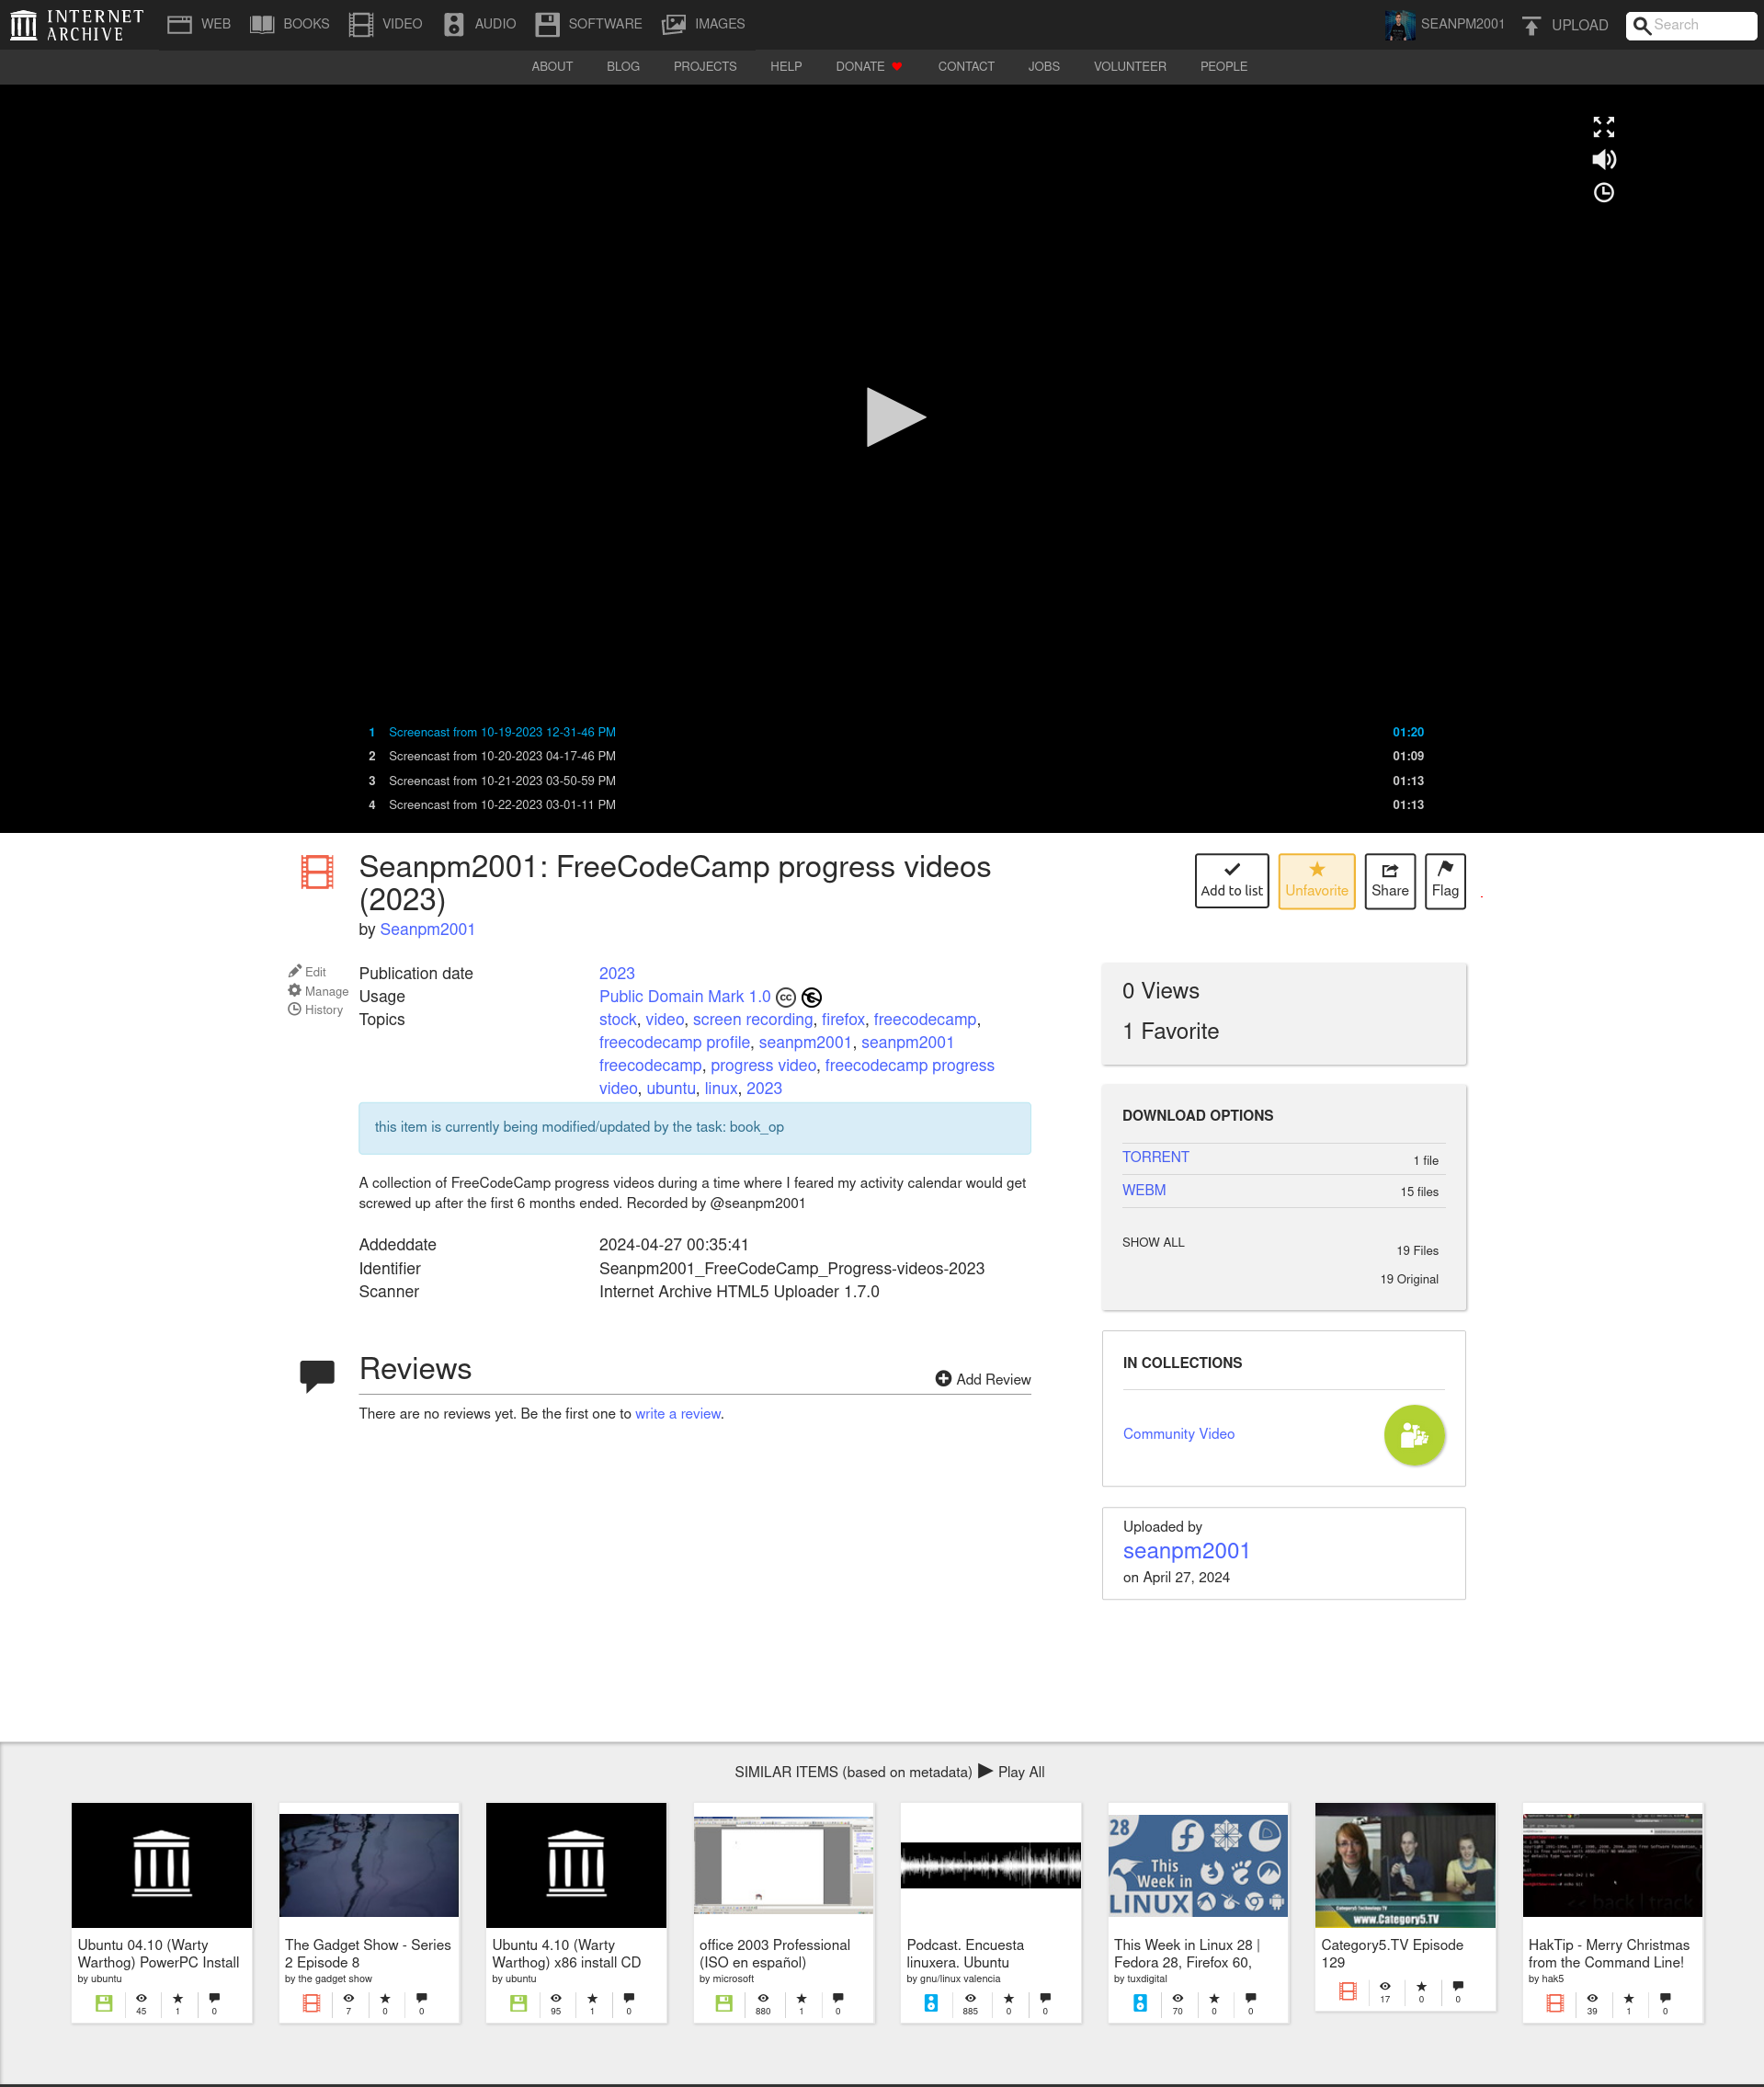 INTERNET
ARCHIVE
WEB
BOOKS
VIDEO
AUDIO
SOFTWARE
IMAGES
SEANPM2001
UPLOAD
Search
ABOUT
BLOG
PROJECTS
HELP
DONATE
CONTACT
JOBS
VOLUNTEER
PEOPLE
1 Screencast from 10-19-2023 12-31-46 PM 01:20
2 Screencast from 10-20-2023 04-17-46 PM 01:09
3 Screencast from 10-21-2023 03-50-59 PM 01:13
4 Screencast from 10-22-2023 03-01-11 PM 01:13
Seanpm2001: FreeCodeCamp progress videos
(2023)
by Seanpm2001
Add to list
Unfavorite
Share
Flag
Edit
Manage
History
Publication date 2023
Usage Public Domain Mark 1.0
Topics stock, video, screen recording, firefox, freecodecamp,
freecodecamp profile, seanpm2001, seanpm2001
freecodecamp, progress video, freecodecamp progress
video, ubuntu, linux, 2023
this item is currently being modified/updated by the task: book_op
A collection of FreeCodeCamp progress videos during a time where I feared my activity calendar would get
screwed up after the first 6 months ended. Recorded by @seanpm2001
Addeddate 2024-04-27 00:35:41
Identifier Seanpm2001_FreeCodeCamp_Progress-videos-2023
Scanner Internet Archive HTML5 Uploader 1.7.0
Reviews
Add Review
There are no reviews yet. Be the first one to write a review.
0 Views
1 Favorite
DOWNLOAD OPTIONS
TORRENT 1 file
WEBM 15 files
SHOW ALL 19 Files
19 Original
IN COLLECTIONS
Community Video
Uploaded by
seanpm2001
on April 27, 2024
SIMILAR ITEMS (based on metadata) Play All
Ubuntu 04.10 (Warty
Warthog) PowerPC Install
by ubuntu
45 1 0
The Gadget Show - Series
2 Episode 8
by the gadget show
7 0 0
Ubuntu 4.10 (Warty
Warthog) x86 install CD
by ubuntu
95 1 0
office 2003 Professional
(ISO en español)
by microsoft
880 1 0
Podcast. Encuesta
linuxera. Ubuntu
by gnu/linux valencia
885 0 0
28
This
Week in
LINUX
This Week in Linux 28 |
Fedora 28, Firefox 60,
by tuxdigital
70 0 0
www.Category5.TV
Category5.TV Episode
129
17 0 0
<< back | track
HakTip - Merry Christmas
from the Command Line!
by hak5
39 1 0